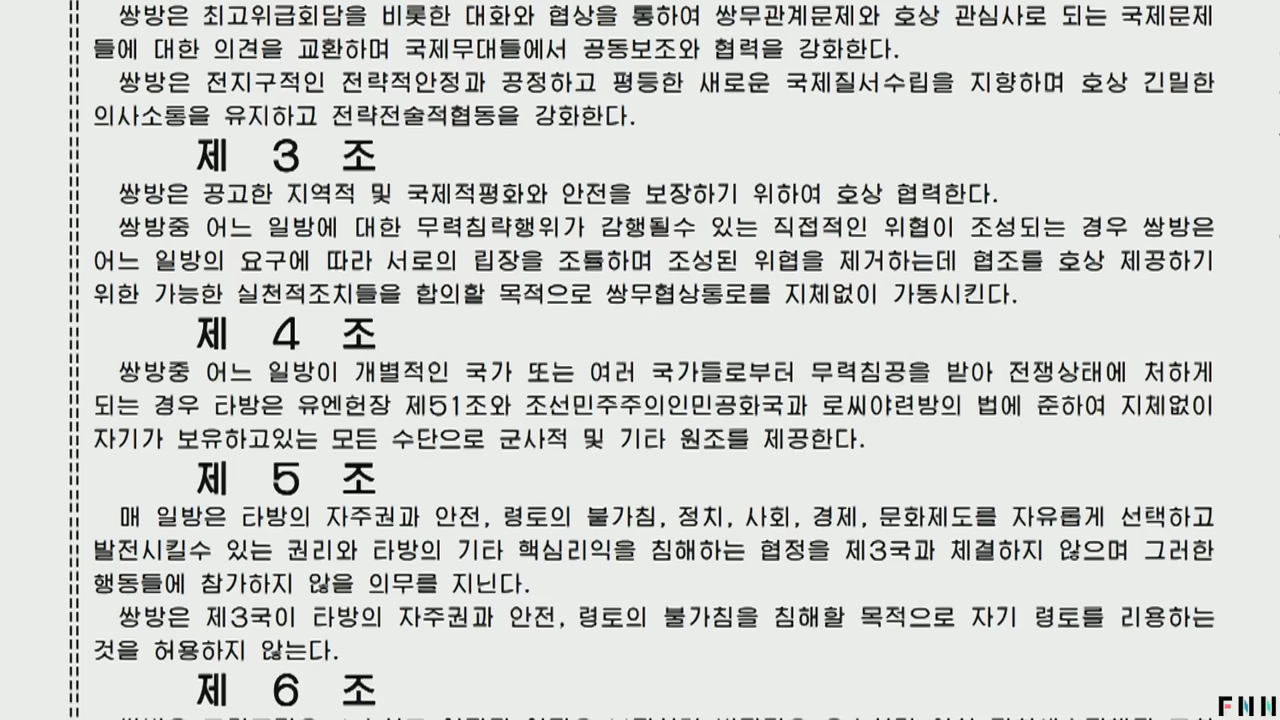 쌍방은 최고위급회담을 비롯한 대화와 협상을 통하여 쌍무관계문제와 호상 관심사로 되는 국제문제
들에 대한 의견을 교환하며 국제무대들에서 공동보조와 협력을 강화한다.
쌍방은 전지구적인 전략적안정과 공정하고 평등한 새로운 국제질서수립을 지향하며 호상 긴밀한
의사소통을 유지하고 전략전술적협동을 강화한다.
제 3 조
쌍방은 공고한 지역적 및 국제적평화와 안전을 보장하기 위하여 호상 협력한다.
쌍방중 어느 일방에 대한 무력침략행위가 감행될수 있는 직접적인 위협이 조성되는 경우 쌍방은
어느 일방의 요구에 따라 서로의 립장을 조률하며 조성된 위협을 제거하는데 협조를 호상 제공하기
위한 가능한 실천적조치들을 합의할 목적으로 쌍무협상통로를 지체없이 가동시킨다.
제 4 조
쌍방중 어느 일방이 개별적인 국가 또는 여러 국가들로부터 무력침공을 받아 전쟁상태에 처하게
되는 경우 타방은 유엔헌장 제51조와 조선민주주의인민공화국과 로씨야련방의 법에 준하여 지체없이
자기가 보유하고있는 모든 수단으로 군사적 및 기타 원조를 제공한다.
제 5 조
매 일방은 타방의 자주권과 안전, 령토의 불가침, 정치, 사회, 경제, 문화제도를 자유롭게 선택하고
발전시킬수 있는 권리와 타방의 기타 핵심리익을 침해하는 협정을 제3국과 체결하지 않으며 그러한
행동들에 참가하지 않을 의무를 지닌다.
쌍방은 제3국이 타방의 자주권과 안전, 령토의 불가침을 침해할 목적으로 자기 령토를 리용하는
것을 허용하지 않는다.
제 6 조
FNN